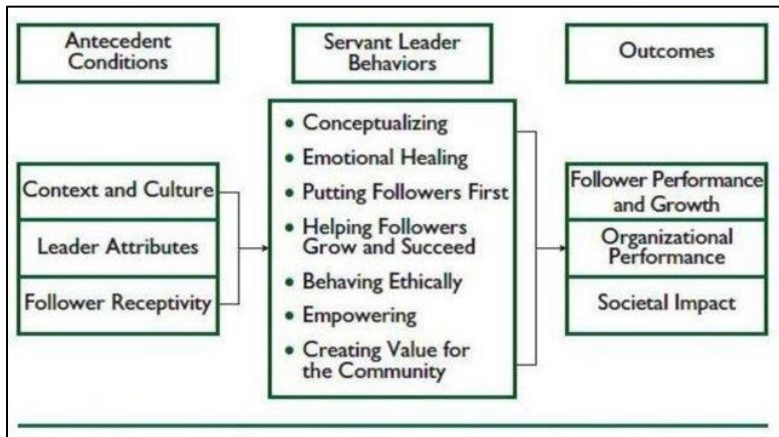 Antecedent
Conditions
Servant Leader
Behaviors
Outcomes
Context and Culture
Leader Attributes
Follower Receptivity
• Conceptualizing
• Emotional Healing
• Putting Followers First
• Helping Followers
Grow and Succeed
• Behaving Ethically
• Empowering
• Creating Value for
the Community
Follower Performance
and Growth
Organizational
Performance
Societal Impact